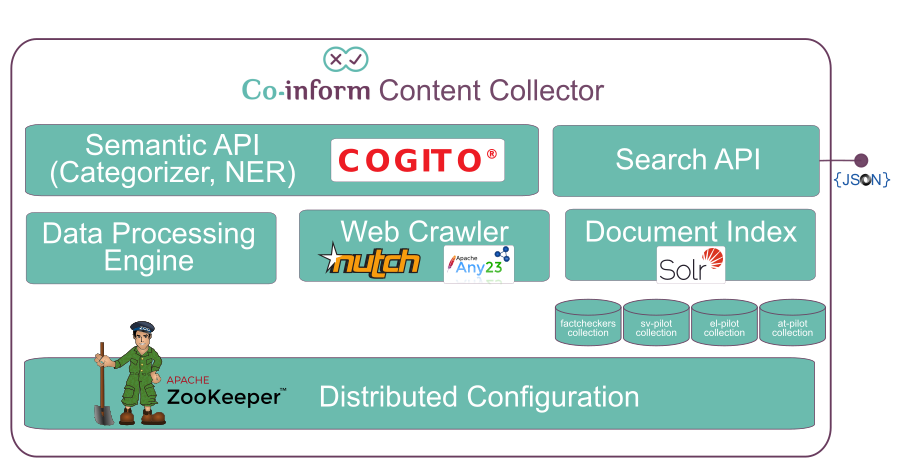 Co-inform Content Collector
Semantic API
(Categorizer, NER)
COGITO®
Search API
{JSON}
Data Processing
Engine
Web Crawler
nutch
Apache
Any23
Document Index
Solr
factcheckers
collection
sv-pilot
collection
el-pilot
collection
at-pilot
collection
ZOO
APACHE
ZooKeeper™
Distributed Configuration